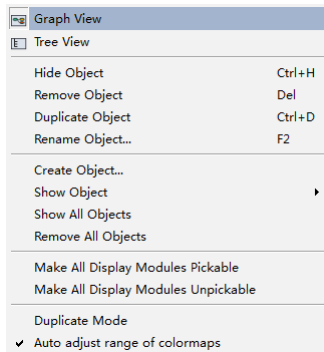 Graph View
Tree View
Hide Object Ctrl+H
Remove Object Del
Duplicate Object Ctrl+D
Rename Object... F2
Create Object...
Show Object
Show All Objects
Remove All Objects
Make All Display Modules Pickable
Make All Display Modules Unpickable
Duplicate Mode
Auto adjust range of colormaps